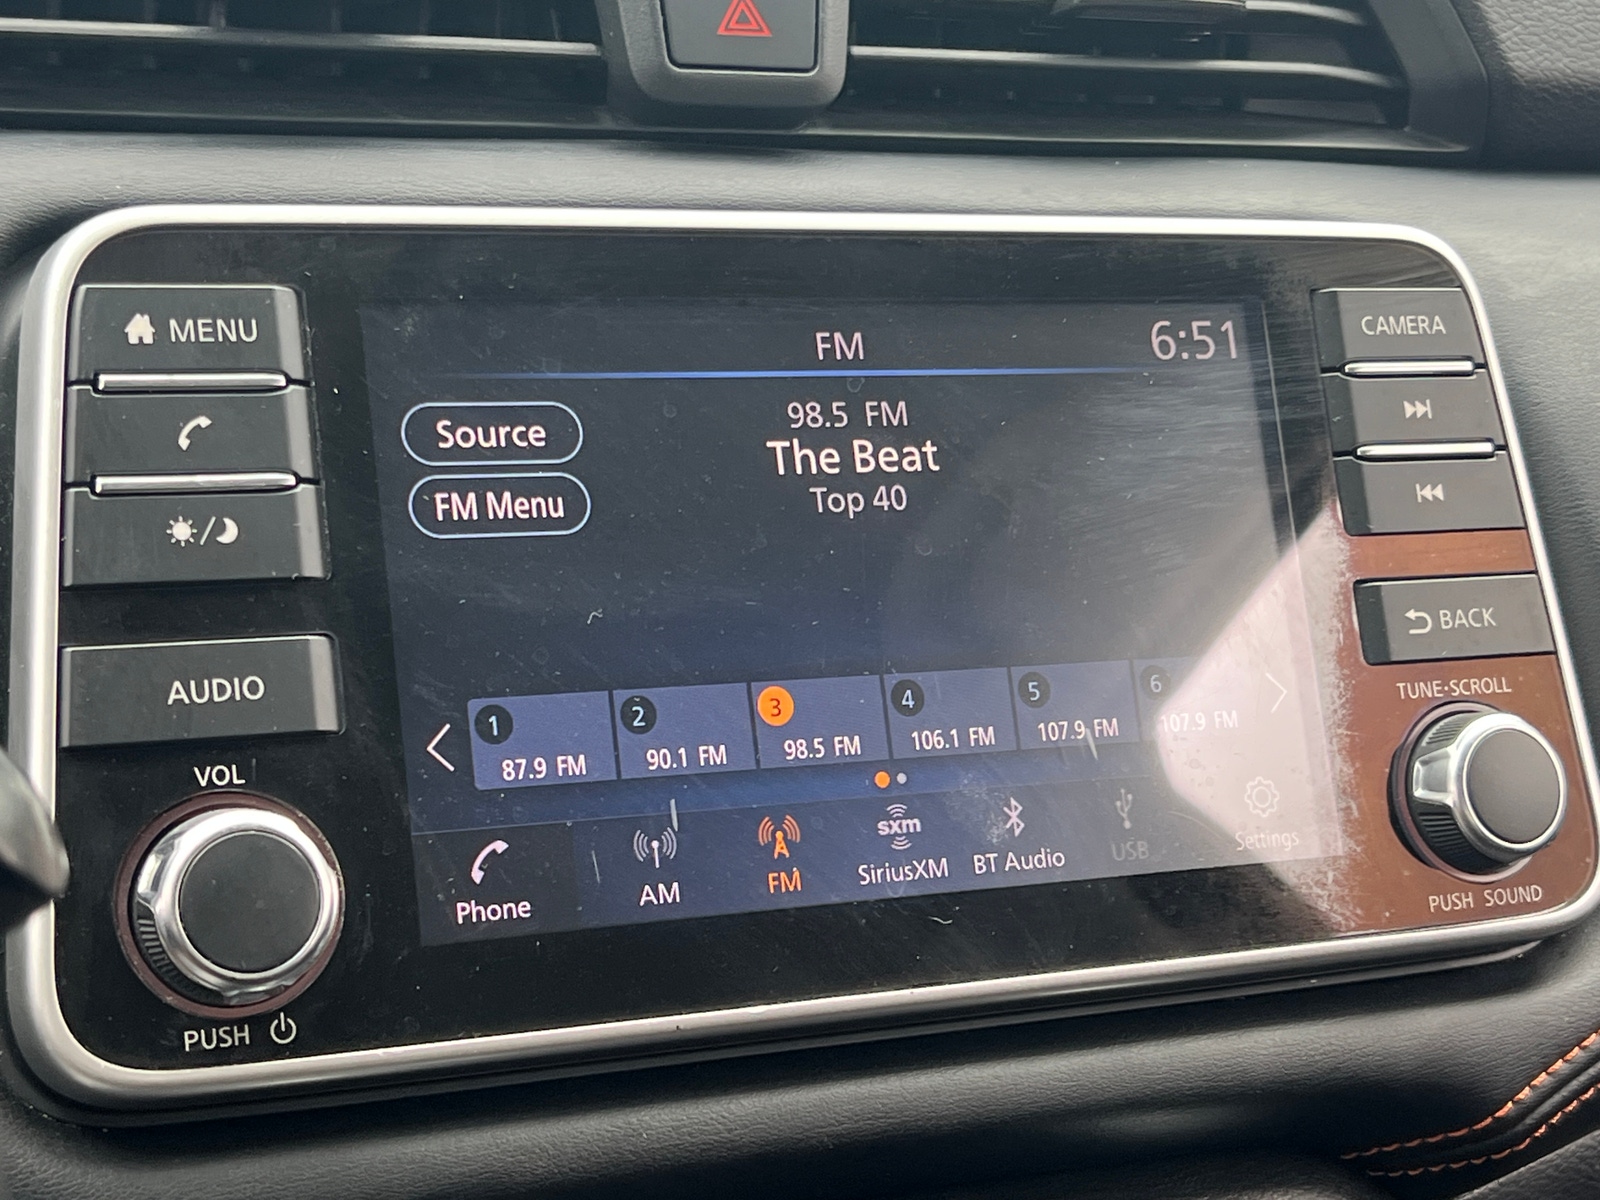 MENU
AUDIO
VOL
PUSH
FM
6:51
Source
FM Menu
98.5 FM
The Beat
Top 40
1
87.9 FM
2
90.1 FM
3
98.5 FM
4
106.1 FM
5
107.9 FM
6
107.9 FM
Phone
AM
FM
sxm
SiriusXM
BT Audio
USB
Settings
CAMERA
BACK
TUNE·SCROLL
PUSH SOUND